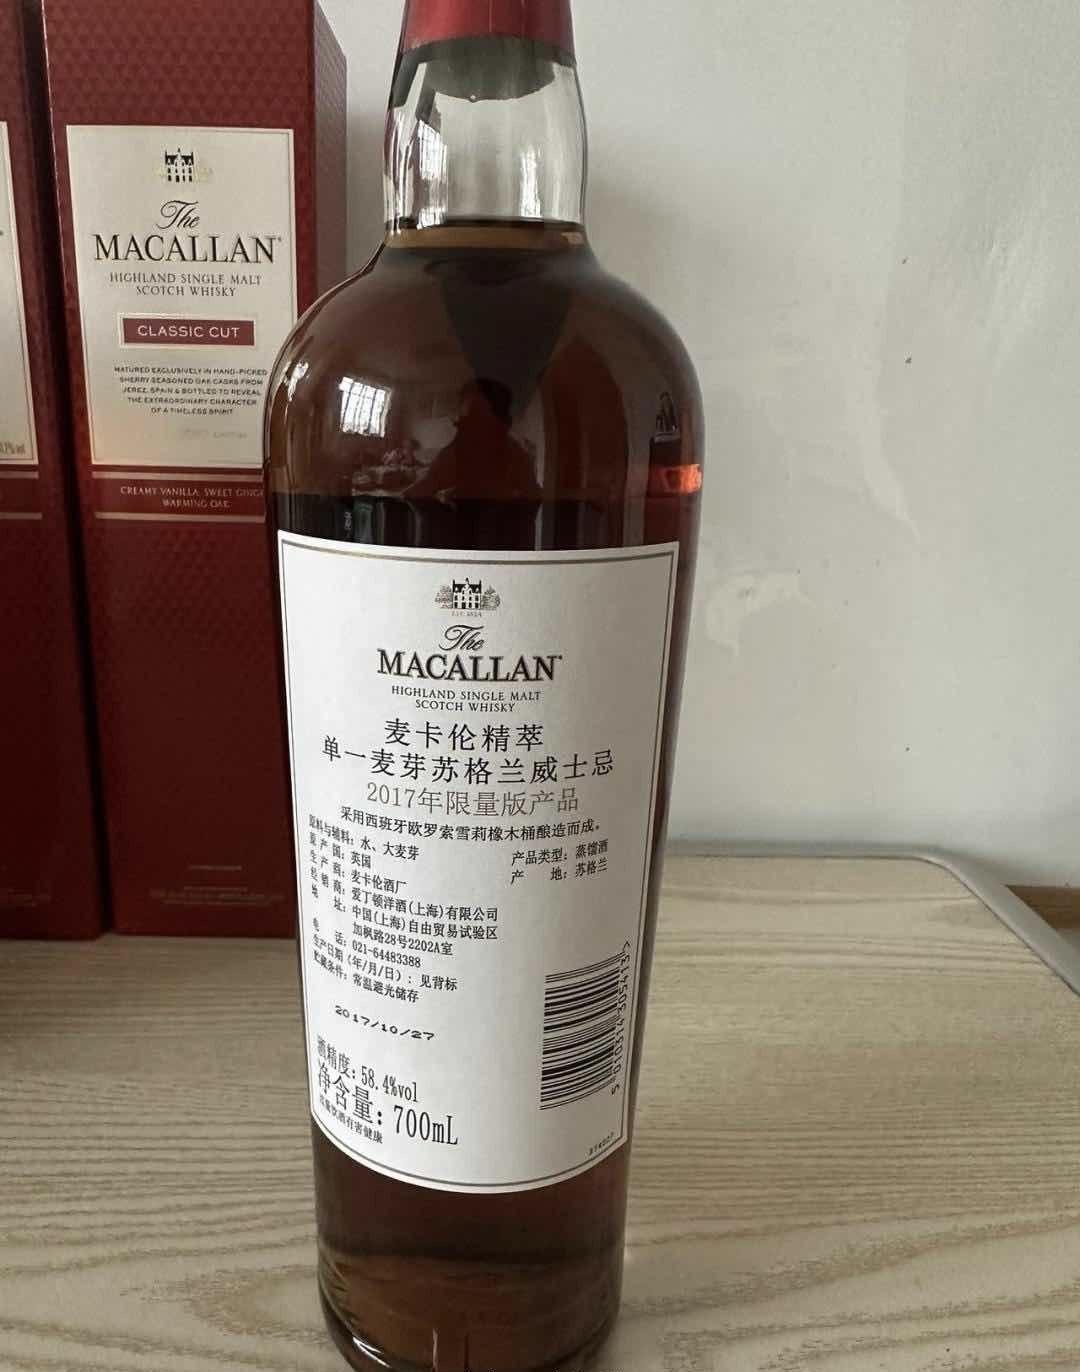 The
MACALLAN
HIGHLAND SINGLE MALT
SCOTCH WHISKY
CLASSIC CUT
MATURED EXCLUSIVELY IN HAND-PICKED
SHERRY SEASONED OAK CASKS FROM
JEREZ, SPAIN & BOTTLED TO REVEAL
THE EXTRAORDINARY CHARACTER
OF A TIMELESS SPIRIT
CREAMY VANILLA, SWEET GINGE
WARMING OAK
The
MACALLAN
HIGHLAND SINGLE MALT
SCOTCH WHISKY
麦卡伦精萃
单一麦芽苏格兰威士忌
2017年限量版产品
采用西班牙欧罗索雪莉橡木桶酿造而成。
原料与辅料: 水、大麦芽
原产国: 英国
产品类型: 蒸馏酒
生产商: 麦卡伦酒厂
产 地: 苏格兰
经销商: 爱丁顿洋酒(上海)有限公司
地 址: 中国(上海)自由贸易试验区
加枫路28号2202A室
电 话: 021-64483388
生产日期(年/月/日): 见背标
贮藏条件: 常温避光储存
2017/10/27
酒精度: 58.4%vol
净含量: 700mL
过量饮酒有害健康
5 010314 305413